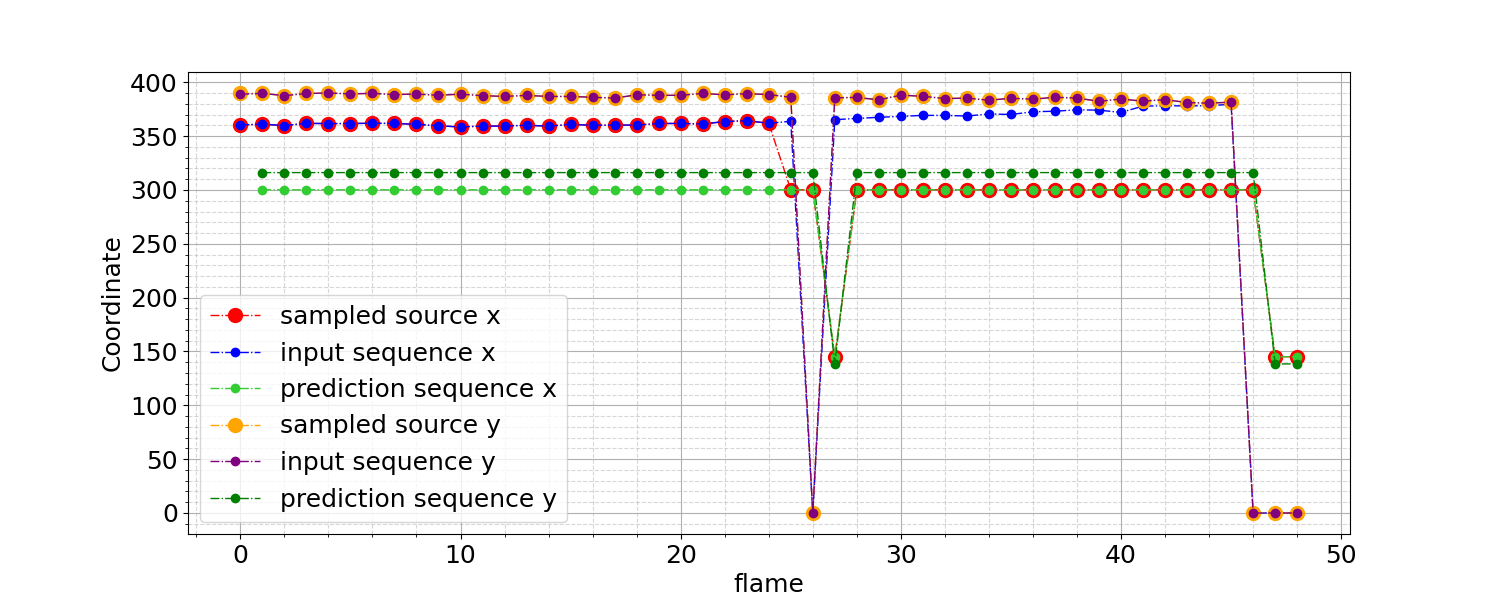 400
350
300
250
200
150
100
50
0
Coordinate
sampled source x
input sequence x
prediction sequence x
sampled source y
input sequence y
prediction sequence y
0 10 20 30 40 50
flame